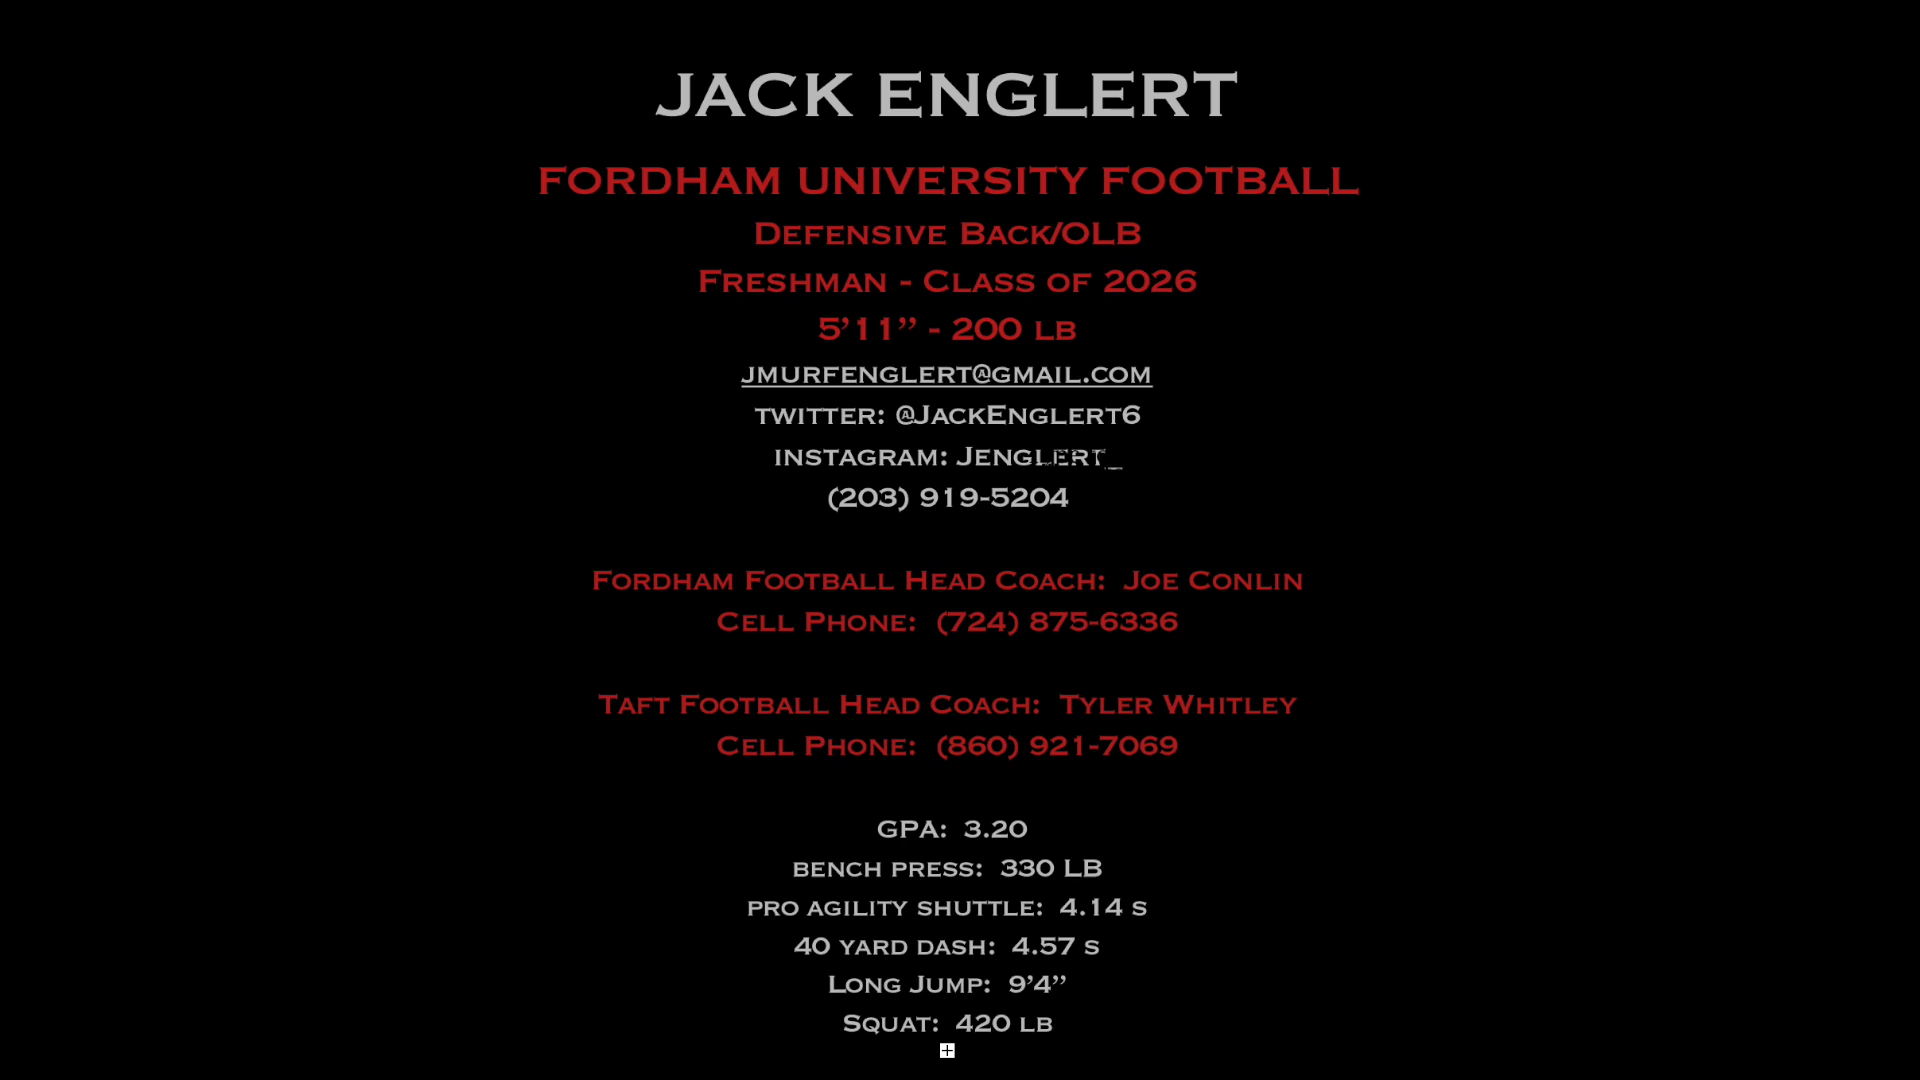 JACK ENGLERT
FORDHAM UNIVERSITY FOOTBALL
DEFENSIVE BACK/OLB
FRESHMAN - CLASS OF 2026
5’11” - 200 LB
JMURFENGLERT@GMAIL.COM
TWITTER: @JACKENGLERT6
INSTAGRAM: JENGLERT_
(203) 919-5204
FORDHAM FOOTBALL HEAD COACH: JOE CONLIN
CELL PHONE: (724) 875-6336
TAFT FOOTBALL HEAD COACH: TYLER WHITLEY
CELL PHONE: (860) 921-7069
GPA: 3.20
BENCH PRESS: 330 LB
PRO AGILITY SHUTTLE: 4.14 S
40 YARD DASH: 4.57 S
LONG JUMP: 9’4”
SQUAT: 420 LB